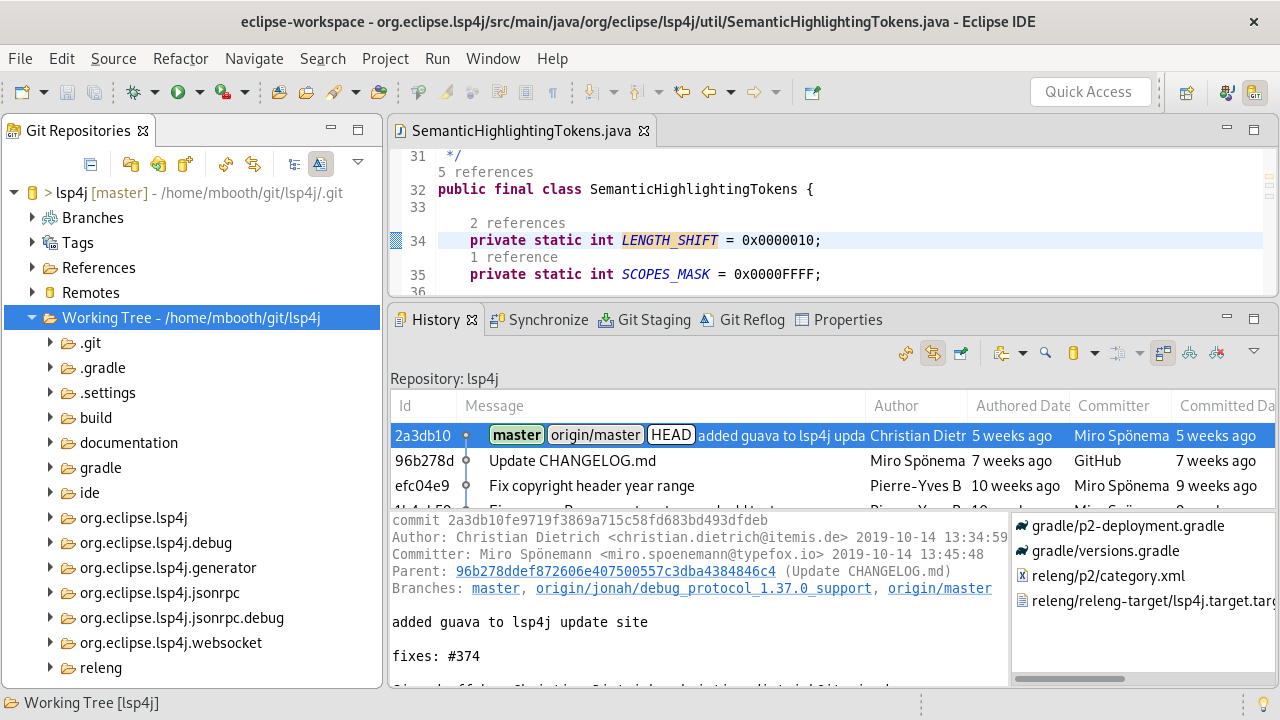 eclipse-workspace - org.eclipse.lsp4j/src/main/java/org/eclipse/lsp4j/util/SemanticHighlightingTokens.java - Eclipse IDE
File Edit Source Refactor Navigate Search Project Run Window Help
Quick Access
Git Repositories
> lsp4j [master] - /home/mbooth/git/lsp4j/.git
Branches
Tags
References
Remotes
Working Tree - /home/mbooth/git/lsp4j
.git
.gradle
.settings
build
documentation
gradle
ide
org.eclipse.lsp4j
org.eclipse.lsp4j.debug
org.eclipse.lsp4j.generator
org.eclipse.lsp4j.jsonrpc
org.eclipse.lsp4j.jsonrpc.debug
org.eclipse.lsp4j.websocket
releng
SemanticHighlightingTokens.java
31 */
5 references
32 public final class SemanticHighlightingTokens {
33
2 references
34 private static int LENGTH_SHIFT = 0x0000010;
1 reference
35 private static int SCOPES_MASK = 0x0000FFFF;
36
History Synchronize Git Staging Git Reflog Properties
Repository: lsp4j
Id Message Author Authored Date Committer Committed Da
2a3db10 master origin/master HEAD added guava to lsp4j upda Christian Dietr 5 weeks ago Miro Spönema 5 weeks ago
96b278d Update CHANGELOG.md Miro Spönema 7 weeks ago GitHub 7 weeks ago
efc04e9 Fix copyright header year range Pierre-Yves B 10 weeks ago Miro Spönema 9 weeks ago
commit 2a3db10fe9719f3869a715c58fd683bd493dfdeb
Author: Christian Dietrich <christian.dietrich@itemis.de> 2019-10-14 13:34:59
Committer: Miro Spönemann <miro.spoenemann@typefox.io> 2019-10-14 13:45:48
Parent: 96b278ddef872606e407500557c3dba4384846c4 (Update CHANGELOG.md)
Branches: master, origin/jonah/debug_protocol_1.37.0_support, origin/master
added guava to lsp4j update site
fixes: #374
gradle/p2-deployment.gradle
gradle/versions.gradle
releng/p2/category.xml
releng/releng-target/lsp4j.target.targ
Working Tree [lsp4j]